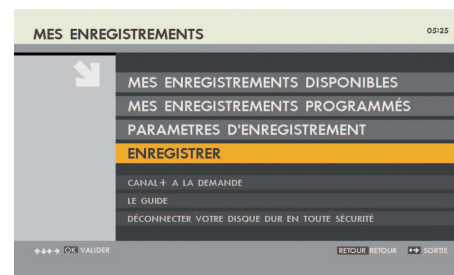 MES ENREGISTREMENTS 05:25
MES ENREGISTREMENTS DISPONIBLES
MES ENREGISTREMENTS PROGRAMMÉS
PARAMETRES D'ENREGISTREMENT
ENREGISTRER
CANAL+ A LA DEMANDE
LE GUIDE
DÉCONNECTER VOTRE DISQUE DUR EN TOUTE SÉCURITÉ
OK VALIDER RETOUR RETOUR SORTIE